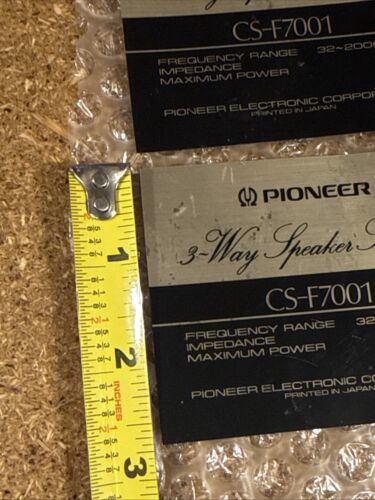 CS-F7001
FREQUENCY RANGE 32~200
IMPEDANCE
MAXIMUM POWER
PIONEER ELECTRONIC CORPOR
PRINTED IN JAPAN
PIONEER
3-Way Speaker S
CS-F7001
FREQUENCY RANGE 32
IMPEDANCE
MAXIMUM POWER
PIONEER ELECTRONIC CO
PRINTED IN JAPAN
1
2
INCHES
3